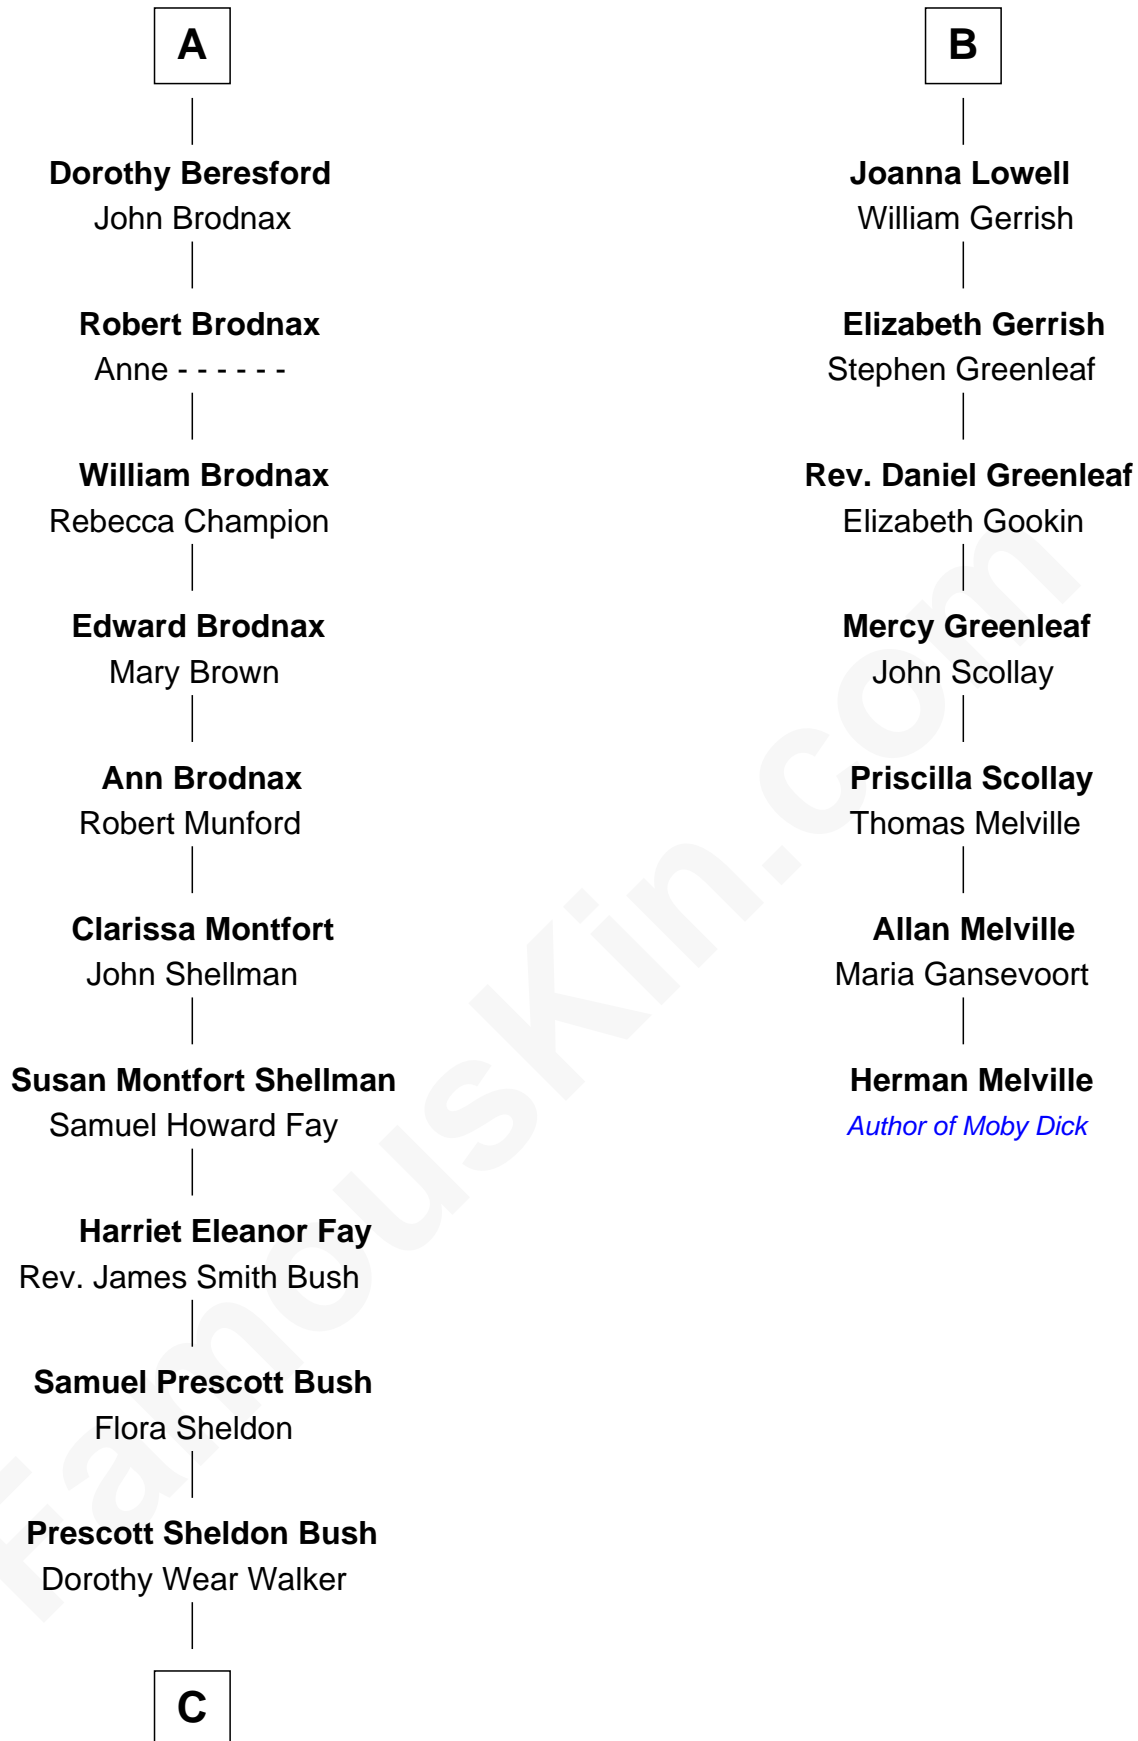 A
Dorothy Beresford
John Brodnax
Robert Brodnax
Anne - - - - - -
William Brodnax
Rebecca Champion
Edward Brodnax
Mary Brown
Ann Brodnax
Robert Munford
Clarissa Montfort
John Shellman
Susan Montfort Shellman
Samuel Howard Fay
Harriet Eleanor Fay
Rev. James Smith Bush
Samuel Prescott Bush
Flora Sheldon
Prescott Sheldon Bush
Dorothy Wear Walker
C
B
Joanna Lowell
William Gerrish
Elizabeth Gerrish
Stephen Greenleaf
Rev. Daniel Greenleaf
Elizabeth Gookin
Mercy Greenleaf
John Scollay
Priscilla Scollay
Thomas Melville
Allan Melville
Maria Gansevoort
Herman Melville
Author of Moby Dick
FamousKin.com